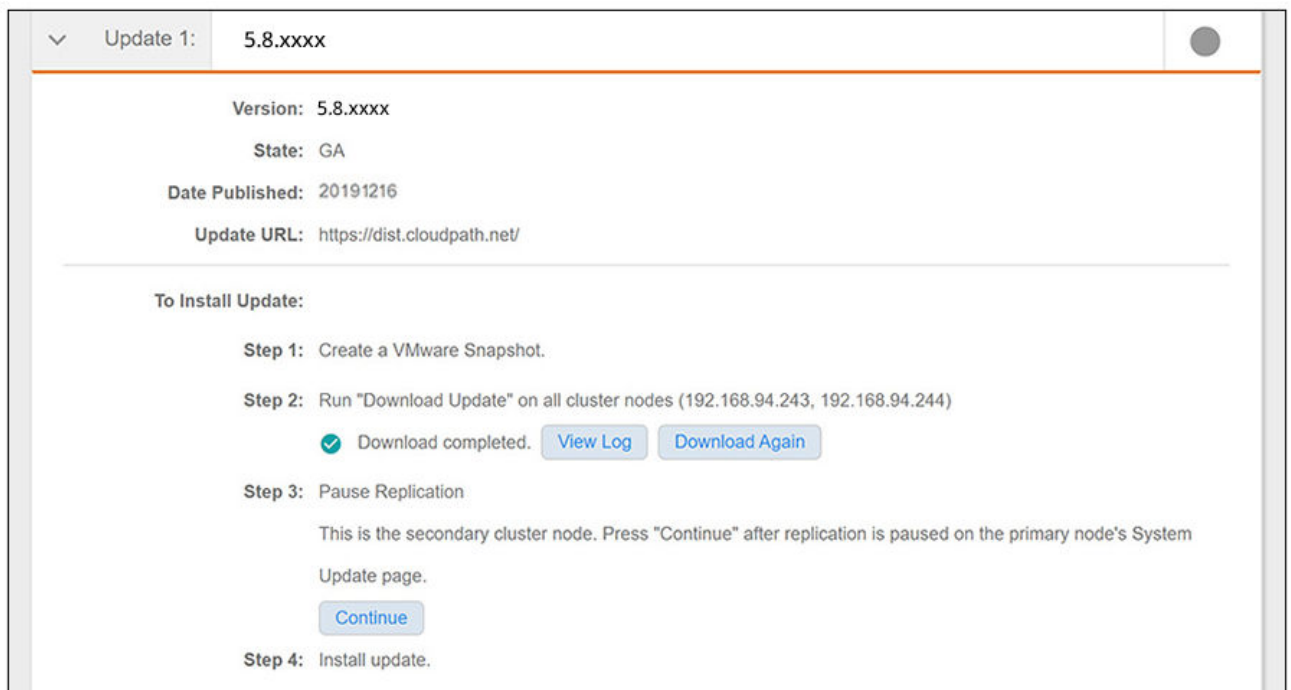 Update 1: 5.8.xxxx
Version: 5.8.xxxx
State: GA
Date Published: 20191216
Update URL: https://dist.cloudpath.net/
To Install Update:
Step 1: Create a VMware Snapshot.
Step 2: Run "Download Update" on all cluster nodes (192.168.94.243, 192.168.94.244)
Download completed. View Log Download Again
Step 3: Pause Replication
This is the secondary cluster node. Press "Continue" after replication is paused on the primary node's System
Update page.
Continue
Step 4: Install update.